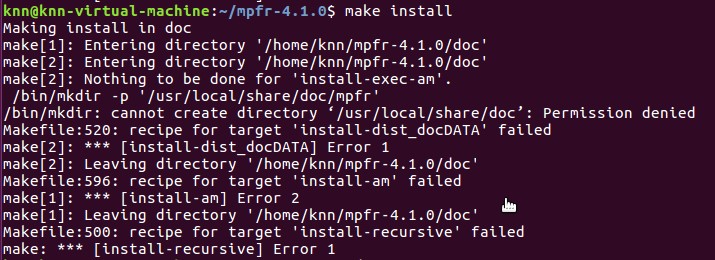 knn@knn-virtual-machine:~/mpfr-4.1.0$ make install
Making install in doc
make[1]: Entering directory '/home/knn/mpfr-4.1.0/doc'
make[2]: Entering directory '/home/knn/mpfr-4.1.0/doc'
make[2]: Nothing to be done for 'install-exec-am'.
 /bin/mkdir -p '/usr/local/share/doc/mpfr'
/bin/mkdir: cannot create directory ‘/usr/local/share/doc’: Permission denied
Makefile:520: recipe for target 'install-dist_docDATA' failed
make[2]: *** [install-dist_docDATA] Error 1
make[2]: Leaving directory '/home/knn/mpfr-4.1.0/doc'
Makefile:596: recipe for target 'install-am' failed
make[1]: *** [install-am] Error 2
make[1]: Leaving directory '/home/knn/mpfr-4.1.0/doc'
Makefile:500: recipe for target 'install-recursive' failed
make: *** [install-recursive] Error 1